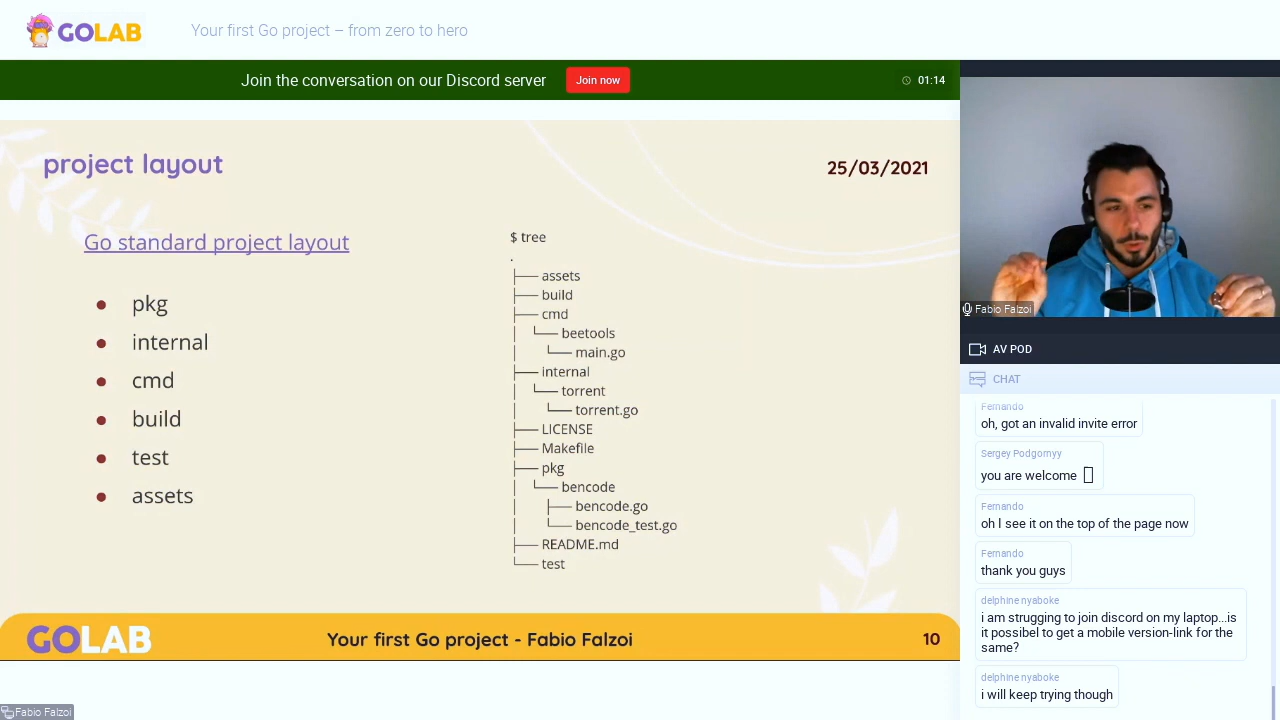 GOLAB
Your first Go project – from zero to hero
Join the conversation on our Discord server
Join now
01:14
project layout
25/03/2021
Go standard project layout
pkg
internal
cmd
build
test
assets
$ tree
.
├── assets
├── build
├── cmd
│   └── beetools
│       └── main.go
├── internal
│   └── torrent
│       └── torrent.go
├── LICENSE
├── Makefile
├── pkg
│   └── bencode
│       ├── bencode.go
│       └── bencode_test.go
├── README.md
└── test
GOLAB
Your first Go project - Fabio Falzoi
10
Fabio Falzoi
Fabio Falzoi
AV POD
CHAT
Fernando
oh, got an invalid invite error
Sergey Podgornyy
you are welcome
Fernando
oh I see it on the top of the page now
Fernando
thank you guys
delphine nyaboke
i am strugging to join discord on my laptop...is
it possibel to get a mobile version-link for the
same?
delphine nyaboke
i will keep trying though